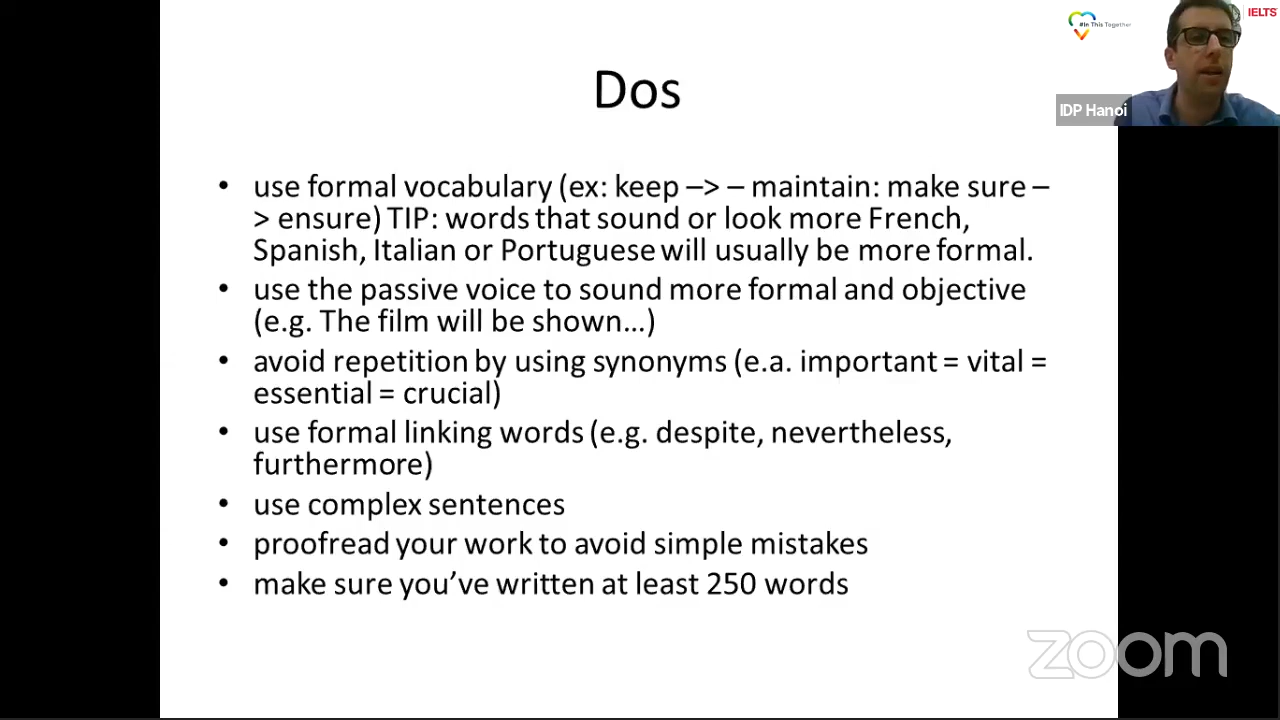 #In This Together
IELTS
IDP Hanoi
Dos
• use formal vocabulary (ex: keep –> – maintain: make sure –
> ensure) TIP: words that sound or look more French,
Spanish, Italian or Portuguese will usually be more formal.
• use the passive voice to sound more formal and objective
(e.g. The film will be shown...)
• avoid repetition by using synonyms (e.a. important = vital =
essential = crucial)
• use formal linking words (e.g. despite, nevertheless,
furthermore)
• use complex sentences
• proofread your work to avoid simple mistakes
• make sure you’ve written at least 250 words
zoom